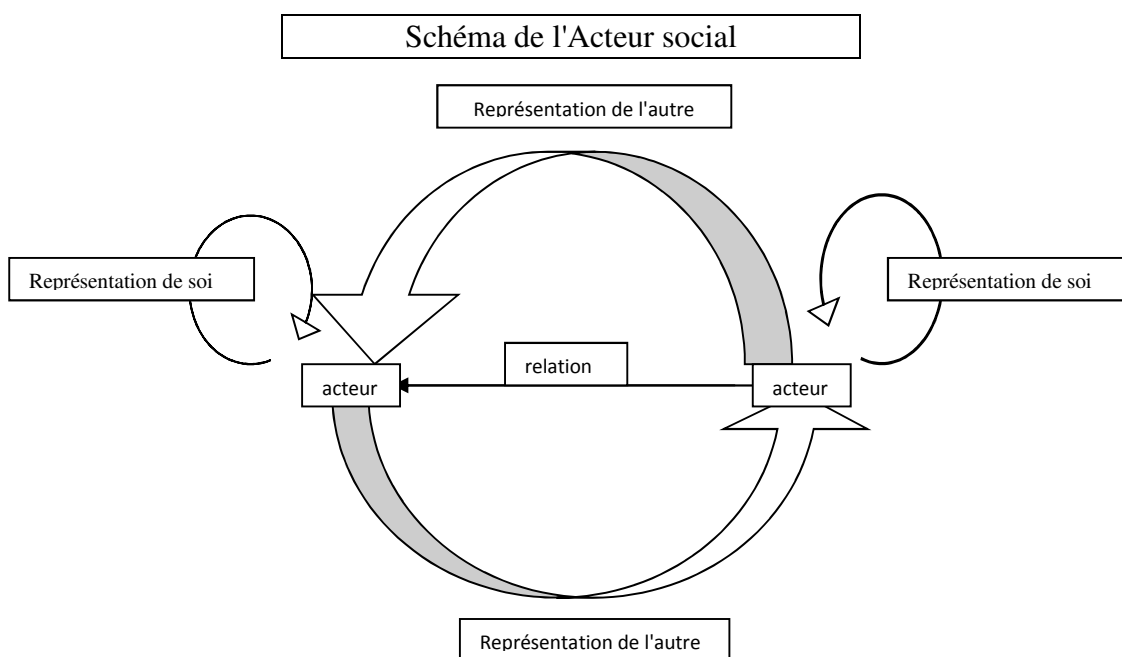 Schéma de l'Acteur social
Représentation de l'autre
Représentation de soi
Représentation de soi
relation
acteur
acteur
Représentation de l'autre